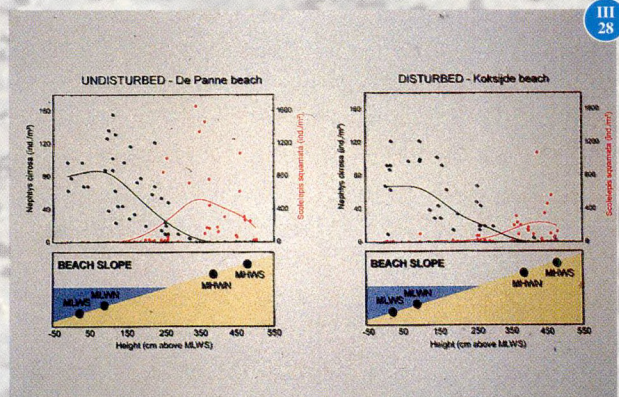 III
28
UNDISTURBED - De Panne beach
Nephtys cirrosa (ind./m²)
160
120
80
40
0
1600
1200
800
400
0
Scolelepis squamata (ind./m²)
BEACH SLOPE
MLWS
MLWN
MHWN
MHWS
-50 50 150 250 350 450 550
Height (cm above MLWS)
DISTURBED - Koksijde beach
Nephtys cirrosa (ind./m²)
160
120
80
40
0
1600
1200
800
400
0
Scolelepis squamata (ind./m²)
BEACH SLOPE
MLWS
MLWN
MHWN
MHWS
-50 50 150 250 350 450 550
Height (cm above MLWS)